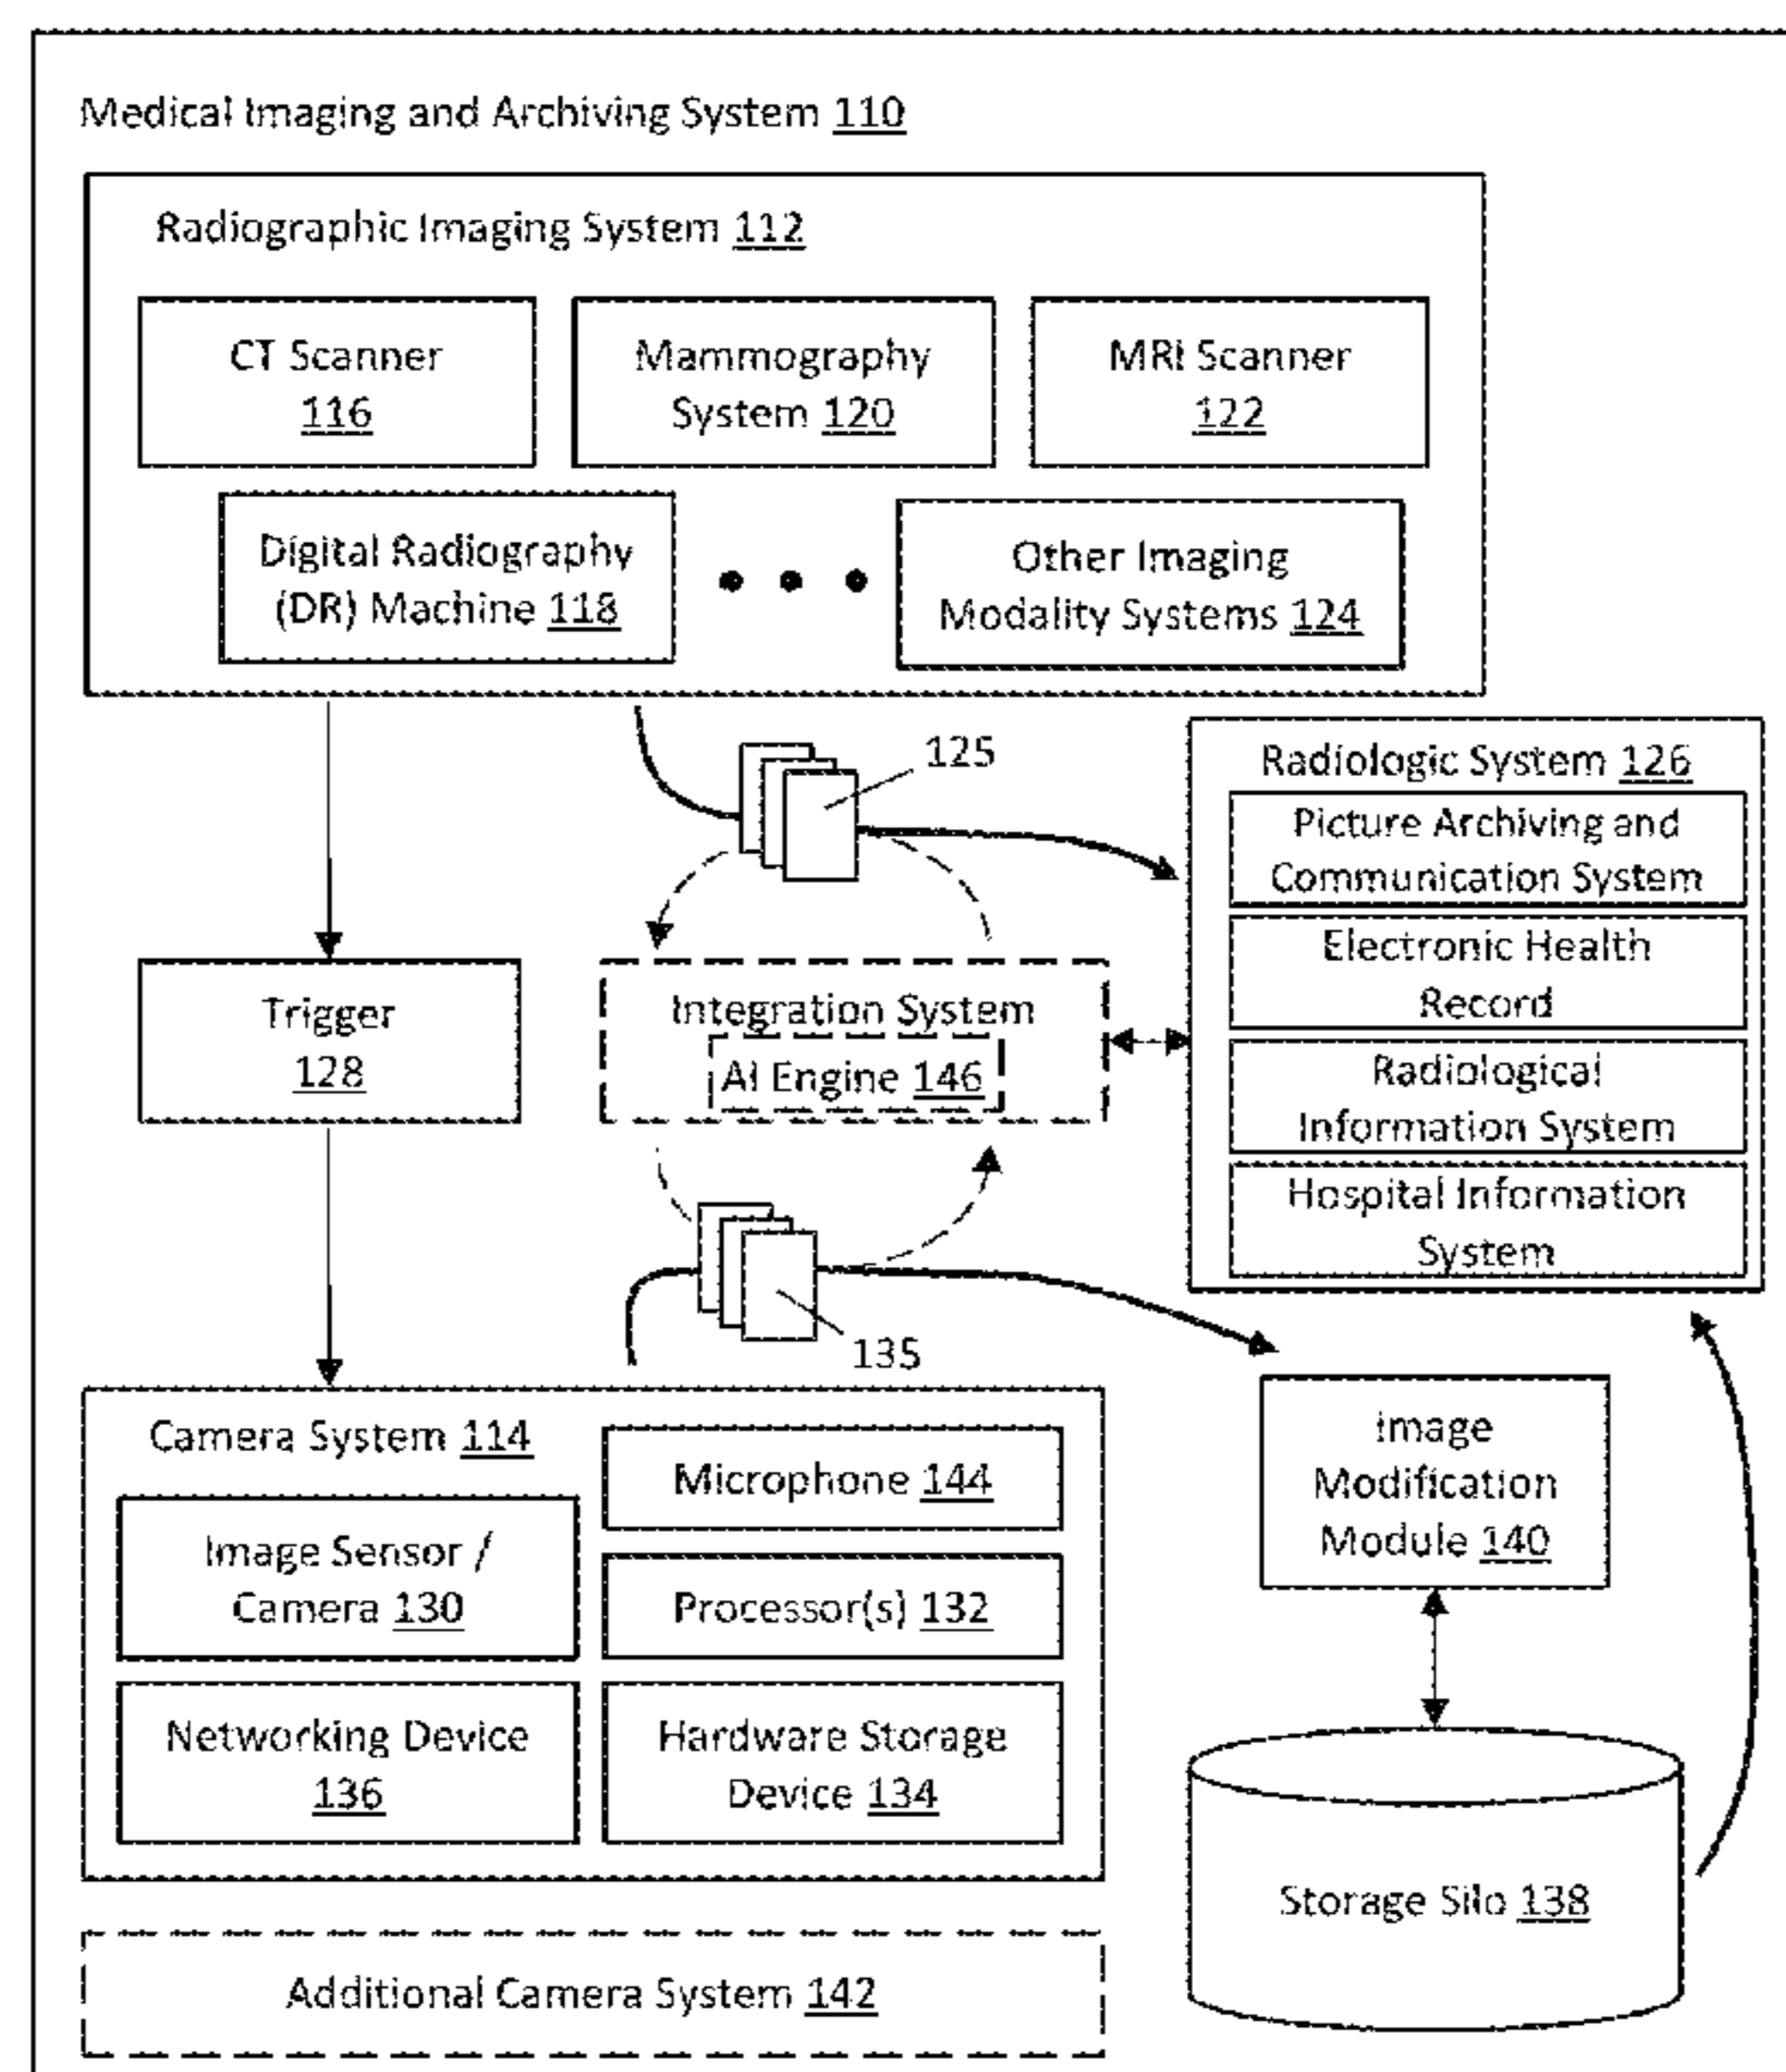 Medical Imaging and Archiving System 110
Radiographic Imaging System 112
CT Scanner
116
Mammography
System 120
MRI Scanner
122
Digital Radiography
(DR) Machine 118
Other Imaging
Modality Systems 124
125
Radiologic System 126
Picture Archiving and
Communication System
Electronic Health
Record
Radiological
Information System
Hospital Information
System
Trigger
128
Integration System
AI Engine 146
135
Camera System 114
Microphone 144
Image Sensor /
Camera 130
Processor(s) 132
Networking Device
136
Hardware Storage
Device 134
Image
Modification
Module 140
Storage Silo 138
Additional Camera System 142